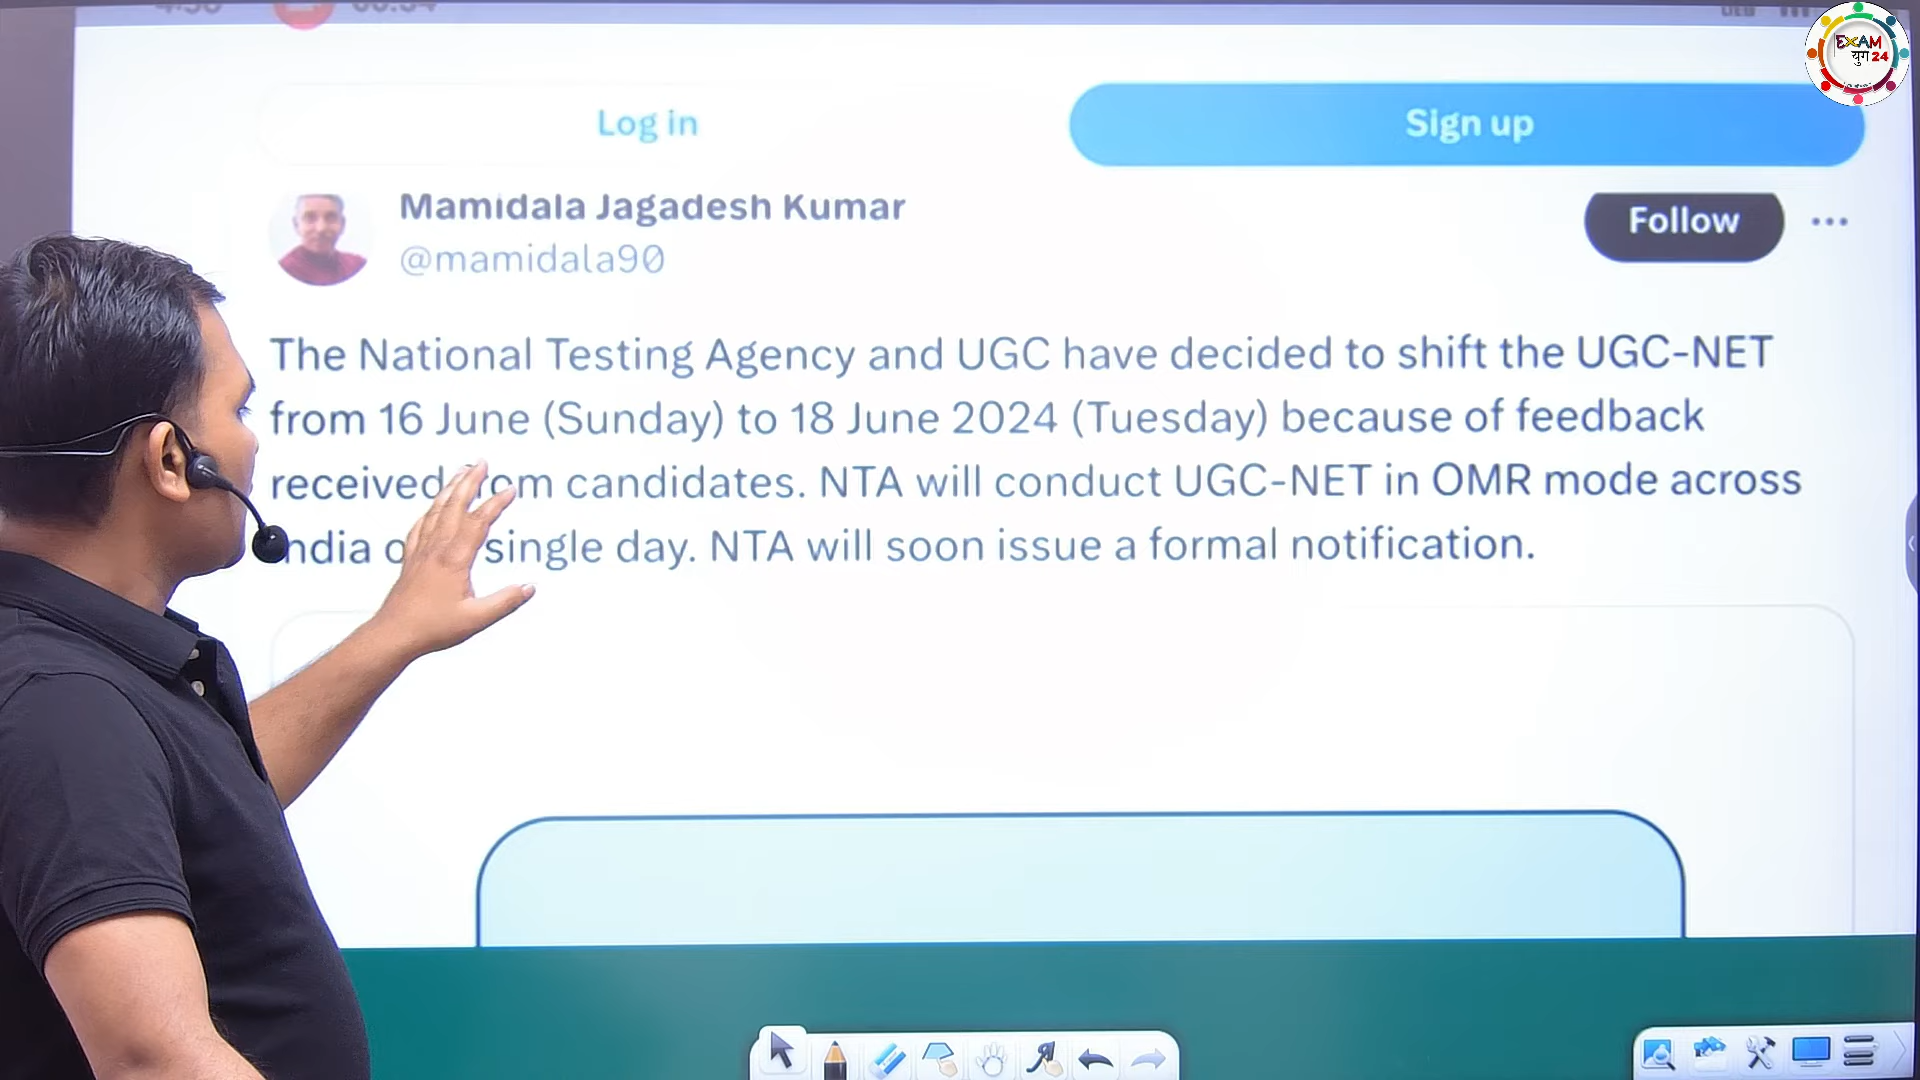 EXAM
युग 24
Log in
Sign up
Mamidala Jagadesh Kumar
@mamidala90
Follow
The National Testing Agency and UGC have decided to shift the UGC-NET
from 16 June (Sunday) to 18 June 2024 (Tuesday) because of feedback
received from candidates. NTA will conduct UGC-NET in OMR mode across
ndia o single day. NTA will soon issue a formal notification.